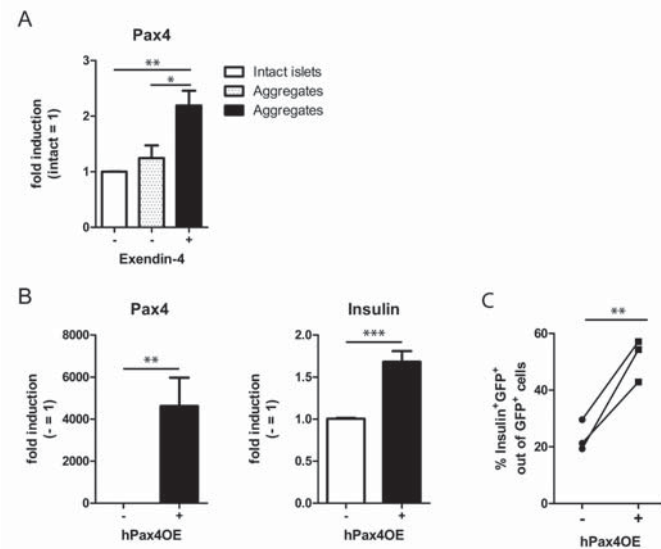 A
Pax4
fold induction
(intact = 1)
3
2
1
0
**
*
- - +
Exendin-4
Intact islets
Aggregates
Aggregates
B
Pax4
fold induction
(- = 1)
8000
6000
4000
2000
0
**
- +
hPax4OE
Insulin
fold induction
(- = 1)
2.0
1.5
1.0
0.5
0.0
***
- +
hPax4OE
C
% Insulin⁺GFP⁺
out of GFP⁺ cells
60
40
20
0
**
- +
hPax4OE